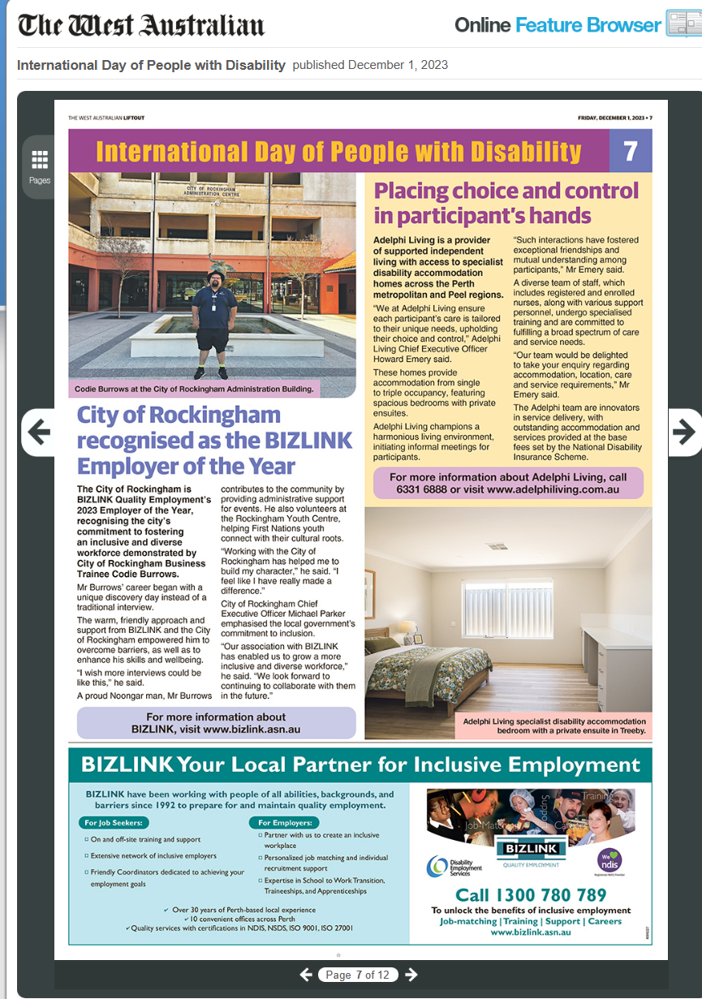 The West Australian
Online Feature Browser
International Day of People with Disability published December 1, 2023
Pages
THE WEST AUSTRALIAN LIFTOUT
FRIDAY, DECEMBER 1, 2023 • 7
International Day of People with Disability
7
CITY OF ROCKINGHAM
ADMINISTRATION CENTRE
Codie Burrows at the City of Rockingham Administration Building.
City of Rockingham
recognised as the BIZLINK
Employer of the Year
The City of Rockingham is
BIZLINK Quality Employment's
2023 Employer of the Year,
recognising the city's
commitment to fostering
an inclusive and diverse
workforce demonstrated by
City of Rockingham Business
Trainee Codie Burrows.
Mr Burrows' career began with a
unique discovery day instead of a
traditional interview.
The warm, friendly approach and
support from BIZLINK and the City
of Rockingham empowered him to
overcome barriers, as well as to
enhance his skills and wellbeing.
"I wish more interviews could be
like this," he said.
A proud Noongar man, Mr Burrows
contributes to the community by
providing administrative support
for events. He also volunteers at
the Rockingham Youth Centre,
helping First Nations youth
connect with their cultural roots.
"Working with the City of
Rockingham has helped me to
build my character," he said. "I
feel like I have really made a
difference."
City of Rockingham Chief
Executive Officer Michael Parker
emphasised the local government's
commitment to inclusion.
"Our association with BIZLINK
has enabled us to grow a more
inclusive and diverse workforce,"
he said. "We look forward to
continuing to collaborate with them
in the future."
For more information about
BIZLINK, visit www.bizlink.asn.au
Placing choice and control
in participant's hands
Adelphi Living is a provider
of supported independent
living with access to specialist
disability accommodation
homes across the Perth
metropolitan and Peel regions.
"We at Adelphi Living ensure
each participant's care is tailored
to their unique needs, upholding
their choice and control," Adelphi
Living Chief Executive Officer
Howard Emery said.
These homes provide
accommodation from single
to triple occupancy, featuring
spacious bedrooms with private
ensuites.
Adelphi Living champions a
harmonious living environment,
initiating informal meetings for
participants.
"Such interactions have fostered
exceptional friendships and
mutual understanding among
participants," Mr Emery said.
A diverse team of staff, which
includes registered and enrolled
nurses, along with various support
personnel, undergo specialised
training and are committed to
fulfilling a broad spectrum of care
and service needs.
"Our team would be delighted
to take your enquiry regarding
accommodation, location, care
and service requirements," Mr
Emery said.
The Adelphi team are innovators
in service delivery, with
outstanding accommodation and
services provided at the base
fees set by the National Disability
Insurance Scheme.
For more information about Adelphi Living, call
6331 6888 or visit www.adelphiliving.com.au
Adelphi Living specialist disability accommodation
bedroom with a private ensuite in Treeby.
BIZLINK Your Local Partner for Inclusive Employment
BIZLINK have been working with people of all abilities, backgrounds, and
barriers since 1992 to prepare for and maintain quality employment.
For Job Seekers:
On and off-site training and support
Extensive network of inclusive employers
Friendly Coordinators dedicated to achieving your
employment goals
For Employers:
Partner with us to create an inclusive
workplace
Personalized job matching and individual
recruitment support
Expertise in School to Work Transition,
Traineeships, and Apprenticeships
✓ Over 30 years of Perth-based local experience
✓ 10 convenient offices across Perth
✓ Quality services with certifications in NDIS, NSDS, ISO 9001, ISO 27001
Job-Matching
Support
Careers
Training
Disability
Employment
Services
BIZLINK
QUALITY EMPLOYMENT
We
ndis
Registered NDIS Provider
Call 1300 780 789
To unlock the benefits of inclusive employment
Job-matching | Training | Support | Careers
www.bizlink.asn.au
Page 7 of 12